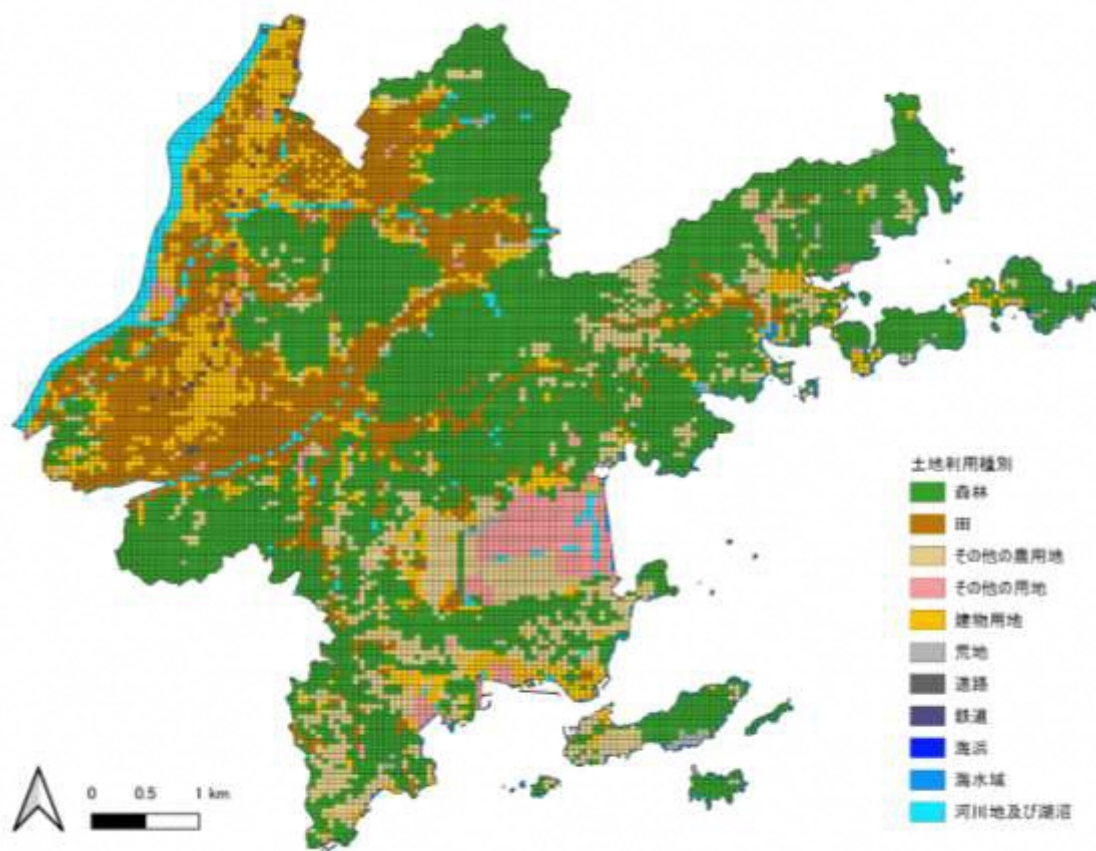 土地利用種別
森林
田
その他の農用地
その他の用地
建物用地
荒地
道路
鉄道
海浜
海水域
河川地及び湖沼
0 0.5 1 km